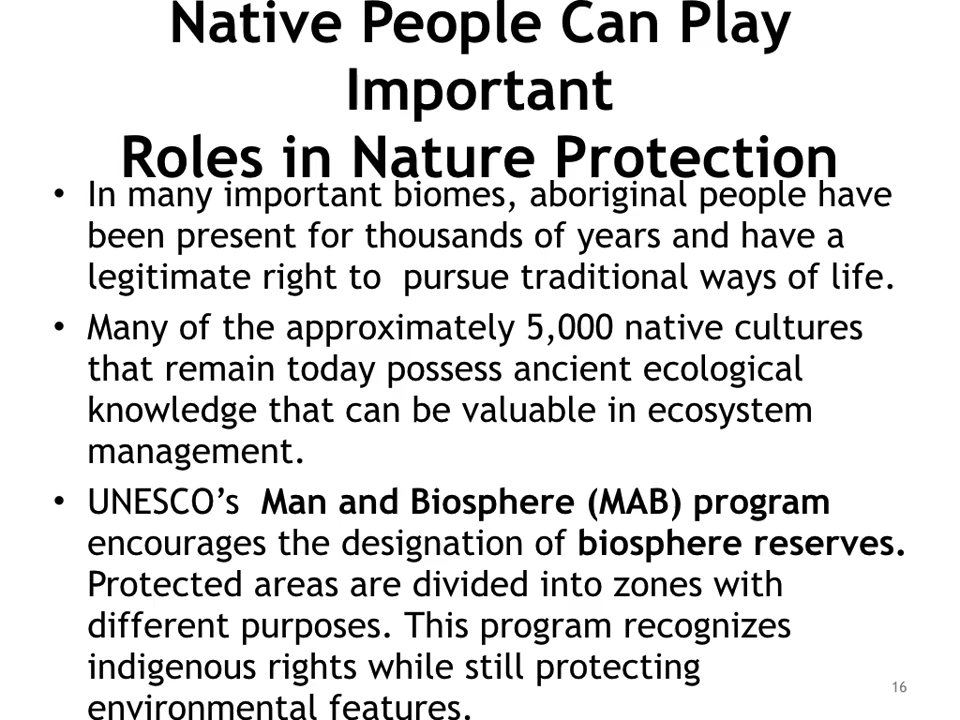 Native People Can Play
Important
Roles in Nature Protection
• In many important biomes, aboriginal people have
been present for thousands of years and have a
legitimate right to  pursue traditional ways of life.
• Many of the approximately 5,000 native cultures
that remain today possess ancient ecological
knowledge that can be valuable in ecosystem
management.
• UNESCO’s  Man and Biosphere (MAB) program
encourages the designation of biosphere reserves.
Protected areas are divided into zones with
different purposes. This program recognizes
indigenous rights while still protecting
environmental features.
16